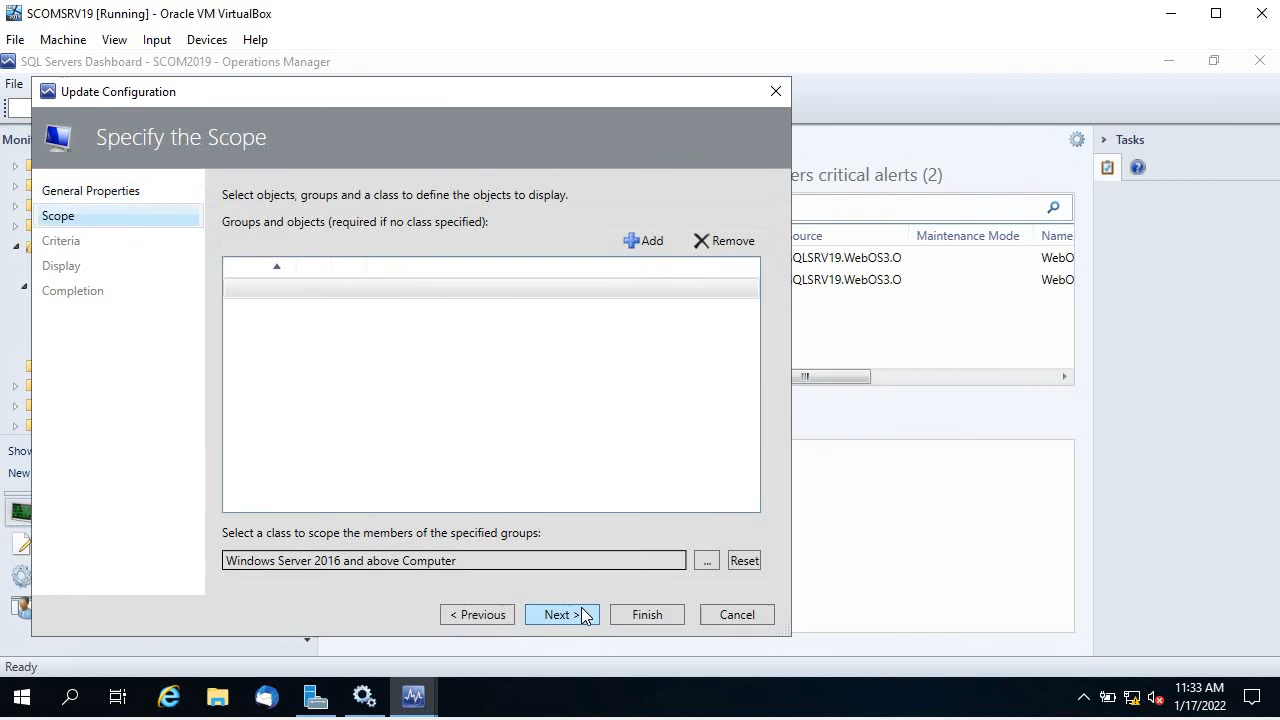 SCOMSRV19 [Running] - Oracle VM VirtualBox
File Machine View Input Devices Help
SQL Servers Dashboard - SCOM2019 - Operations Manager
File
Update Configuration
Specify the Scope
Moni
General Properties
Scope
Criteria
Display
Completion
Select objects, groups and a class to define the objects to display.
Groups and objects (required if no class specified):
Add Remove
Select a class to scope the members of the specified groups:
Windows Server 2016 and above Computer
...
Reset
< Previous Next > Finish Cancel
ers critical alerts (2)
ource Maintenance Mode Name
QLSRV19.WebOS3.O WebO
QLSRV19.WebOS3.O WebO
Tasks
Show
New
Ready
11:33 AM
1/17/2022